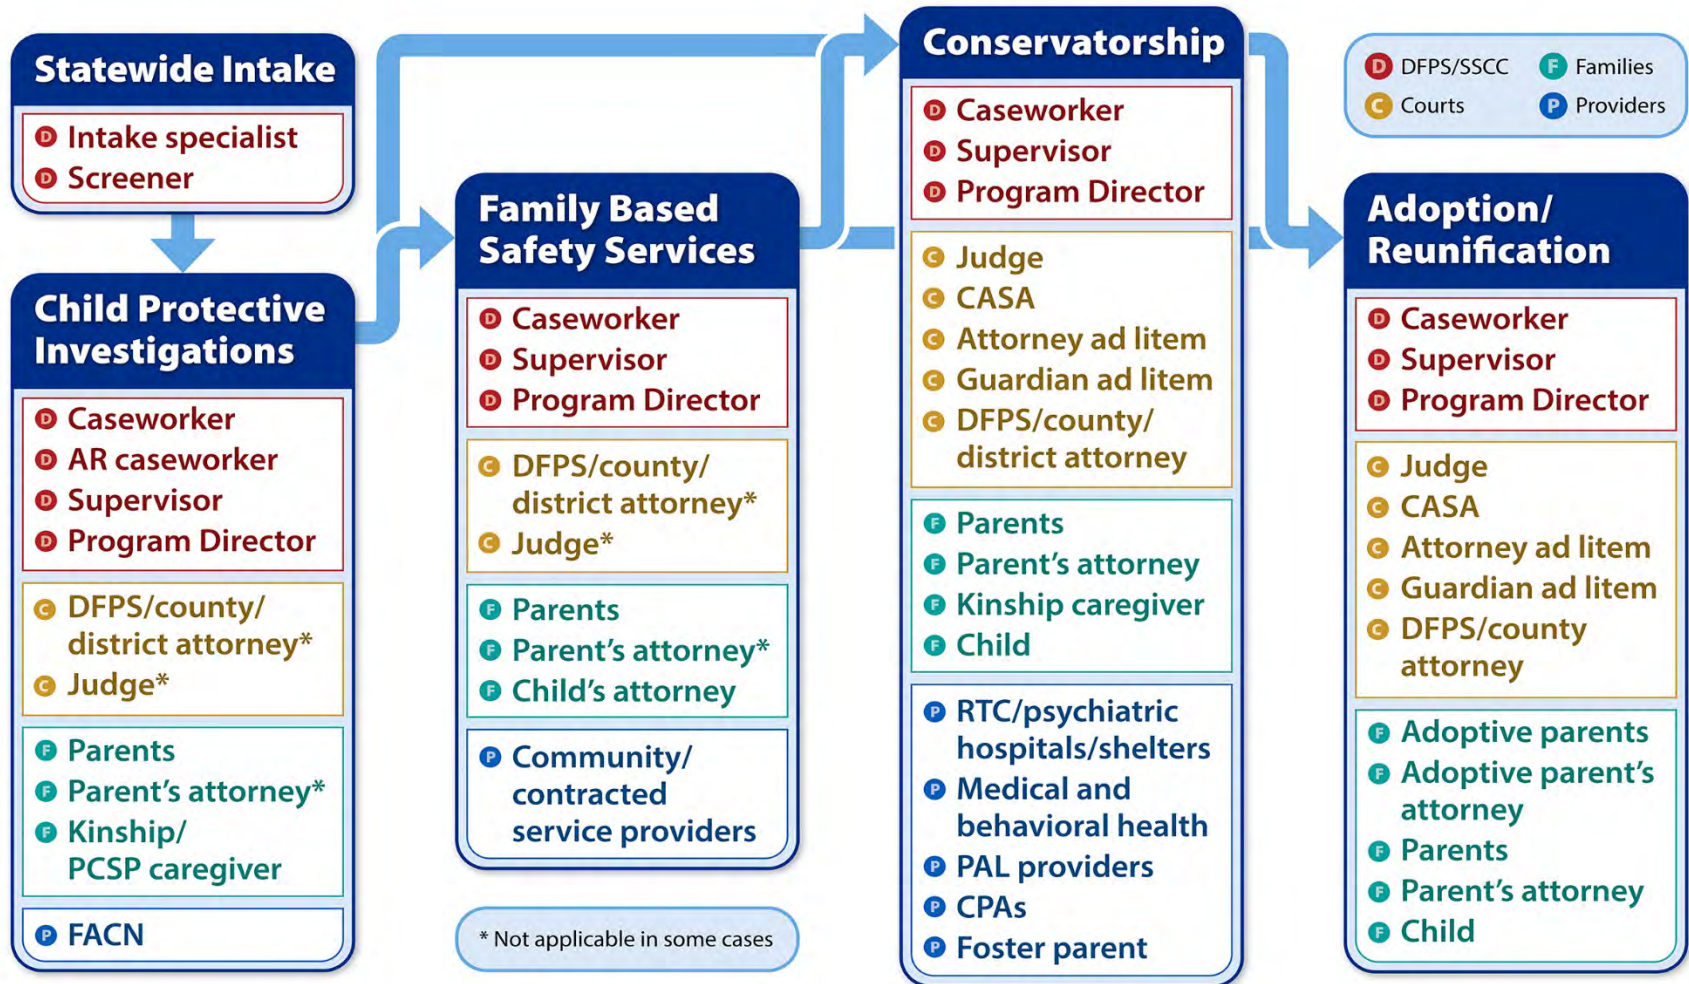 Statewide Intake
D Intake specialist
D Screener
Child Protective
Investigations
D Caseworker
D AR caseworker
D Supervisor
D Program Director
C DFPS/county/
district attorney*
C Judge*
F Parents
F Parent's attorney*
F Kinship/
PCSP caregiver
P FACN
Family Based
Safety Services
D Caseworker
D Supervisor
D Program Director
C DFPS/county/
district attorney*
C Judge*
F Parents
F Parent's attorney*
F Child's attorney
P Community/
contracted
service providers
* Not applicable in some cases
Conservatorship
D Caseworker
D Supervisor
D Program Director
C Judge
C CASA
C Attorney ad litem
C Guardian ad litem
C DFPS/county/
district attorney
F Parents
F Parent's attorney
F Kinship caregiver
F Child
P RTC/psychiatric
hospitals/shelters
P Medical and
behavioral health
P PAL providers
P CPAs
P Foster parent
D DFPS/SSCC F Families
C Courts P Providers
Adoption/
Reunification
D Caseworker
D Supervisor
D Program Director
C Judge
C CASA
C Attorney ad litem
C Guardian ad litem
C DFPS/county
attorney
F Adoptive parents
F Adoptive parent's
attorney
F Parents
F Parent's attorney
F Child